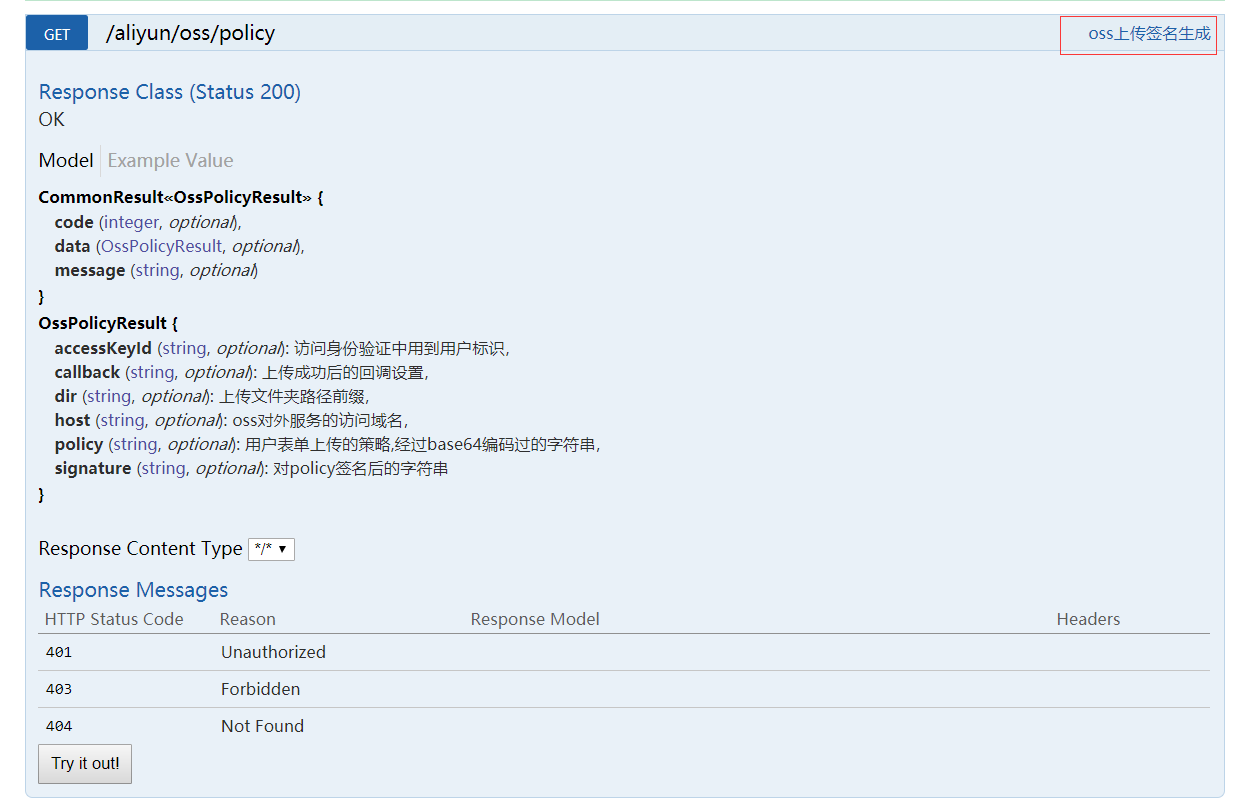 GET /aliyun/oss/policy oss上传签名生成
Response Class (Status 200)
OK
Model Example Value
CommonResult«OssPolicyResult» {
code (integer, optional),
data (OssPolicyResult, optional),
message (string, optional)
}
OssPolicyResult {
accessKeyId (string, optional): 访问身份验证中用到用户标识,
callback (string, optional): 上传成功后的回调设置,
dir (string, optional): 上传文件夹路径前缀,
host (string, optional): oss对外服务的访问域名,
policy (string, optional): 用户表单上传的策略,经过base64编码过的字符串,
signature (string, optional): 对policy签名后的字符串
}
Response Content Type */*
Response Messages
HTTP Status Code Reason Response Model Headers
401 Unauthorized
403 Forbidden
404 Not Found
Try it out!